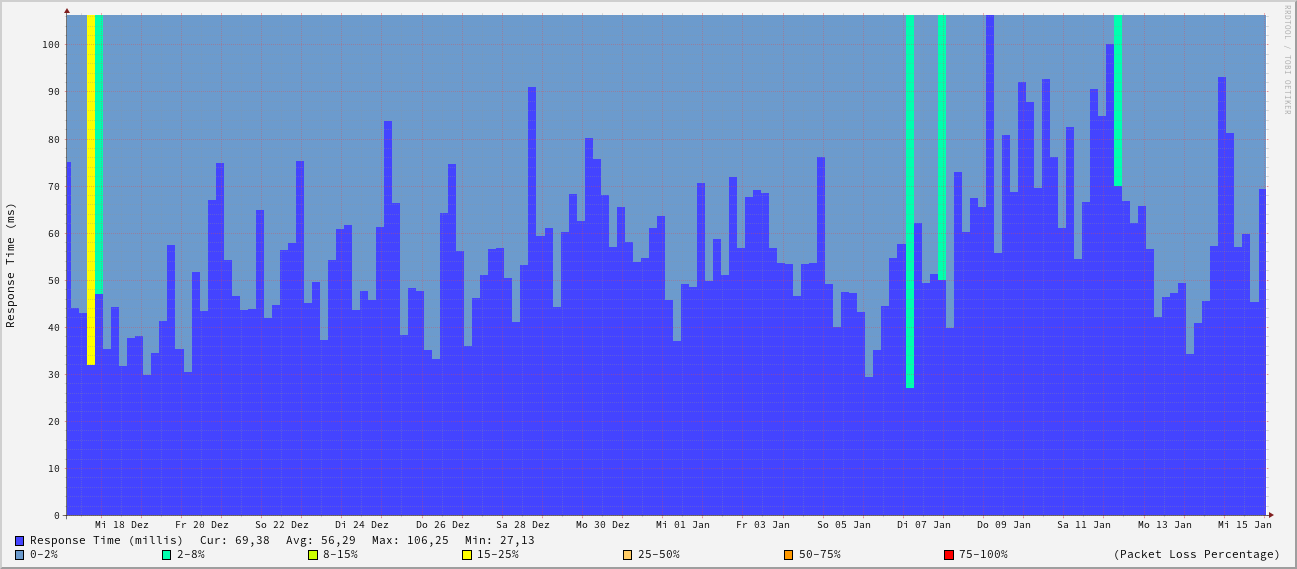 RRDTOOL / TOBI OETIKER
Response Time (ms)
100
90
80
70
60
50
40
30
20
10
0
Mi 18 Dez Fr 20 Dez So 22 Dez Di 24 Dez Do 26 Dez Sa 28 Dez Mo 30 Dez Mi 01 Jan Fr 03 Jan So 05 Jan Di 07 Jan Do 09 Jan Sa 11 Jan Mo 13 Jan Mi 15 Jan
Response Time (millis) Cur: 69,38 Avg: 56,29 Max: 106,25 Min: 27,13
0-2% 2-8% 8-15% 15-25% 25-50% 50-75% 75-100% (Packet Loss Percentage)